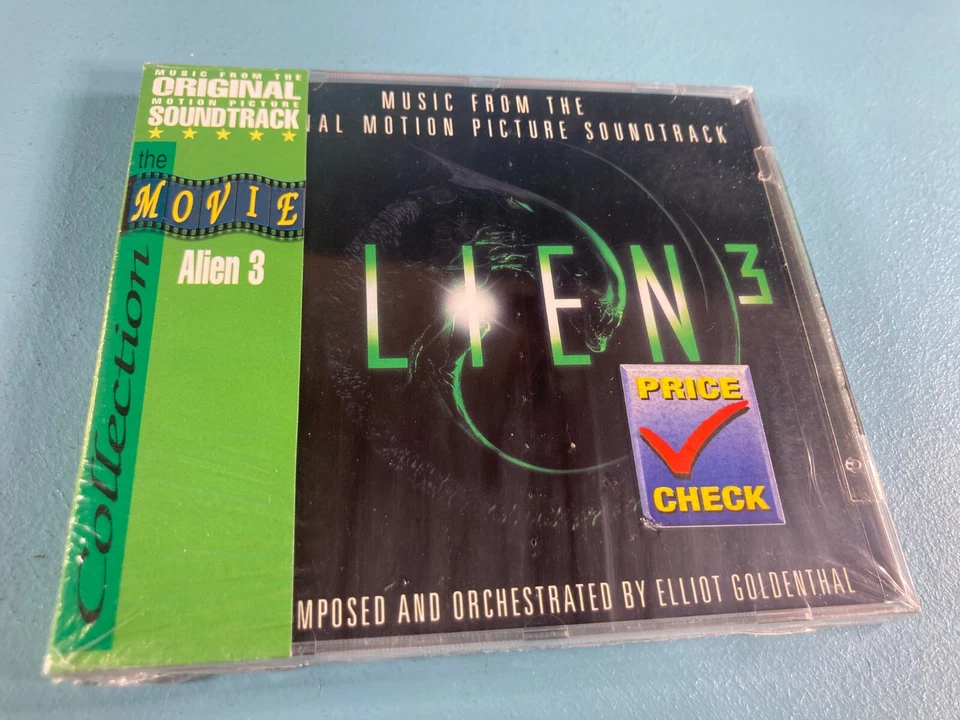 MUSIC FROM THE
ORIGINAL
MOTION PICTURE
SOUNDTRACK
the
MOVIE
Collection
Alien 3
MUSIC FROM THE
NAL MOTION PICTURE SOUNDTRACK
LIEN3
PRICE
CHECK
MPOSED AND ORCHESTRATED BY ELLIOT GOLDENTHAL